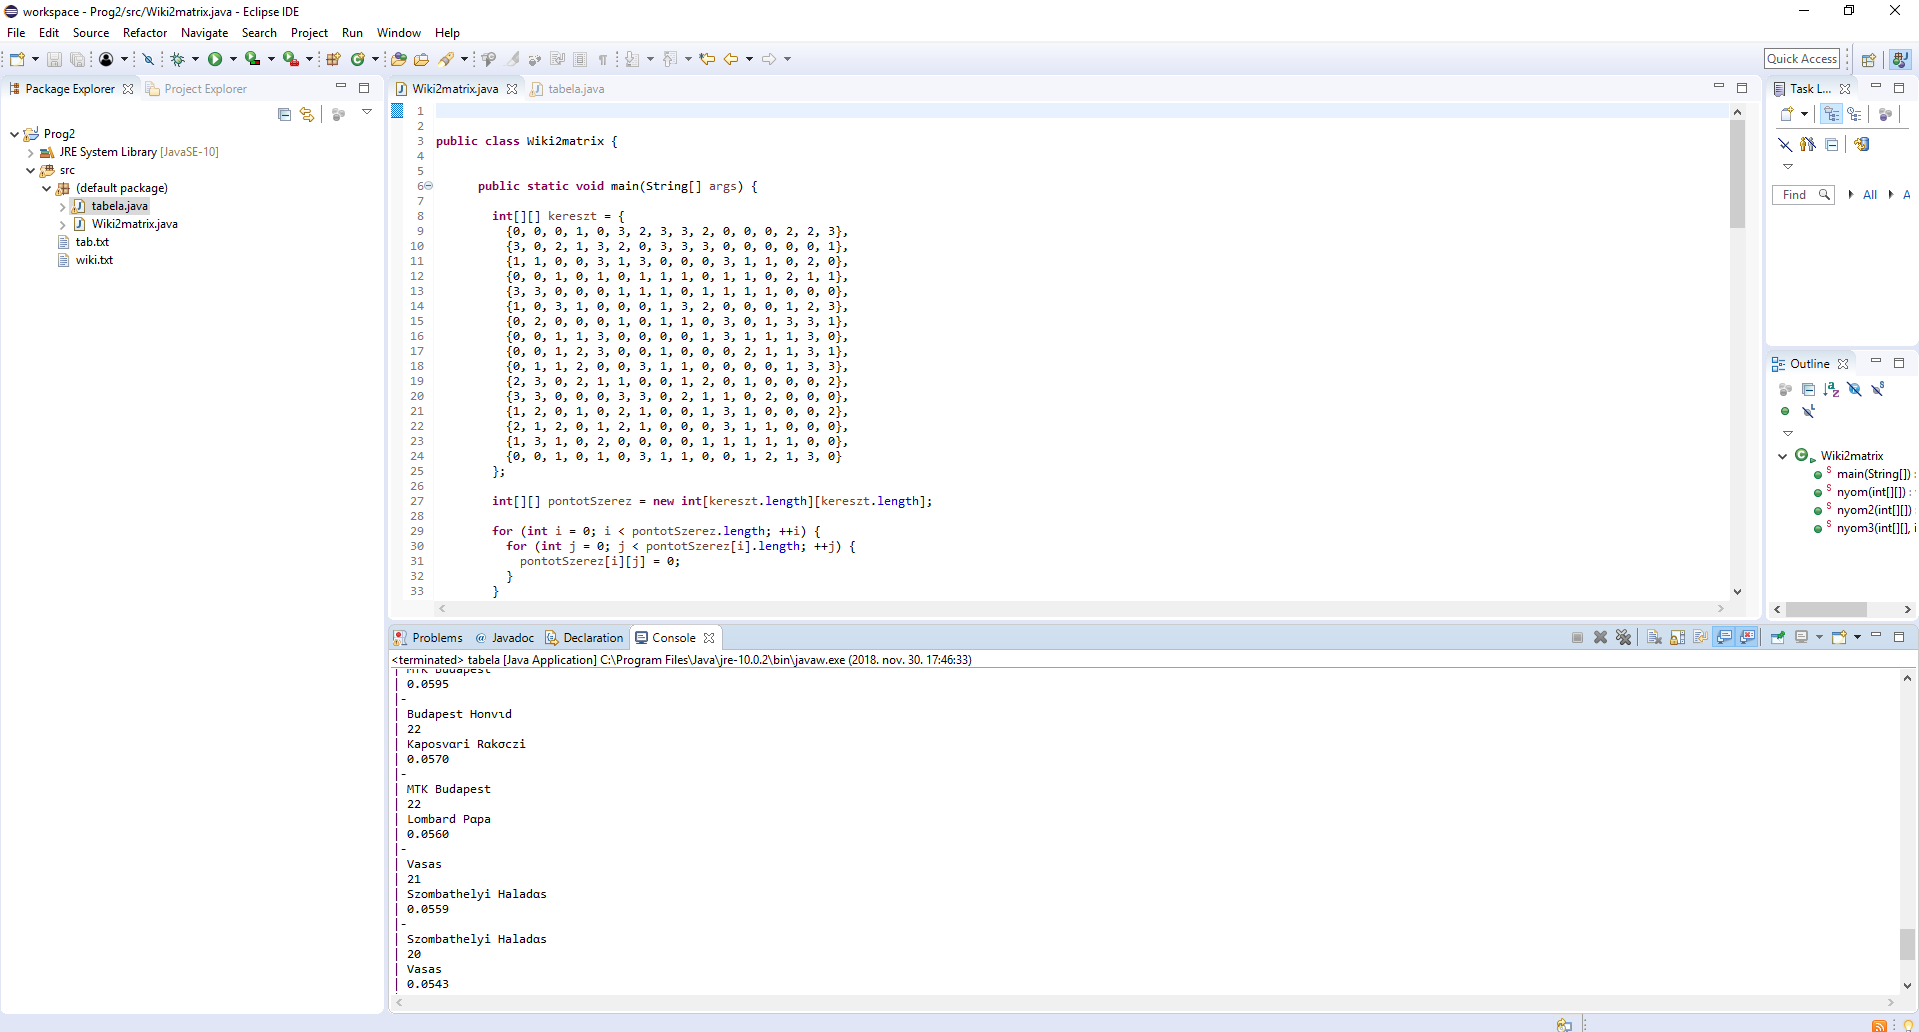 workspace - Prog2/src/Wiki2matrix.java - Eclipse IDE
File Edit Source Refactor Navigate Search Project Run Window Help
Quick Access
Package Explorer Project Explorer
Prog2
JRE System Library [JavaSE-10]
src
(default package)
tabela.java
Wiki2matrix.java
tab.txt
wiki.txt
Wiki2matrix.java tabela.java
1
2
3 public class Wiki2matrix {
4
5
6 public static void main(String[] args) {
7
8 int[][] kereszt = {
9 {0, 0, 0, 1, 0, 3, 2, 3, 3, 2, 0, 0, 0, 2, 2, 3},
10 {3, 0, 2, 1, 3, 2, 0, 3, 3, 3, 0, 0, 0, 0, 0, 1},
11 {1, 1, 0, 0, 3, 1, 3, 0, 0, 0, 3, 1, 1, 0, 2, 0},
12 {0, 0, 1, 0, 1, 0, 1, 1, 1, 0, 1, 1, 0, 2, 1, 1},
13 {3, 3, 0, 0, 0, 1, 1, 1, 0, 1, 1, 1, 1, 0, 0, 0},
14 {1, 0, 3, 1, 0, 0, 0, 1, 3, 2, 0, 0, 0, 1, 2, 3},
15 {0, 2, 0, 0, 0, 1, 0, 1, 1, 0, 3, 0, 1, 3, 3, 1},
16 {0, 0, 1, 1, 3, 0, 0, 0, 0, 1, 3, 1, 1, 1, 3, 0},
17 {0, 0, 1, 2, 3, 0, 0, 1, 0, 0, 0, 2, 1, 1, 3, 1},
18 {0, 1, 1, 2, 0, 0, 3, 1, 1, 0, 0, 0, 0, 1, 3, 3},
19 {2, 3, 0, 2, 1, 1, 0, 0, 1, 2, 0, 1, 0, 0, 0, 2},
20 {3, 3, 0, 0, 0, 3, 3, 0, 2, 1, 1, 0, 2, 0, 0, 0},
21 {1, 2, 0, 1, 0, 2, 1, 0, 0, 1, 3, 1, 0, 0, 0, 2},
22 {2, 1, 2, 0, 1, 2, 1, 0, 0, 0, 3, 1, 1, 0, 0, 0},
23 {1, 3, 1, 0, 2, 0, 0, 0, 0, 1, 1, 1, 1, 1, 0, 0},
24 {0, 0, 1, 0, 1, 0, 3, 1, 1, 0, 0, 1, 2, 1, 3, 0}
25 };
26
27 int[][] pontotSzerez = new int[kereszt.length][kereszt.length];
28
29 for (int i = 0; i < pontotSzerez.length; ++i) {
30 for (int j = 0; j < pontotSzerez[i].length; ++j) {
31 pontotSzerez[i][j] = 0;
32 }
33 }
Task L...
Find All A
Outline
Wiki2matrix
main(String[]) :
nyom(int[][]) :
nyom2(int[][])
nyom3(int[][], i
Problems @ Javadoc Declaration Console
<terminated> tabela [Java Application] C:\Program Files\Java\jre-10.0.2\bin\javaw.exe (2018. nov. 30. 17:46:33)
| MTK Budapest
| 0.0595
|-
| Budapest Honvιd
| 22
| Kaposvαri Rαkσczi
| 0.0570
|-
| MTK Budapest
| 22
| Lombard Pαpa
| 0.0560
|-
| Vasas
| 21
| Szombathelyi Haladαs
| 0.0559
|-
| Szombathelyi Haladαs
| 20
| Vasas
| 0.0543